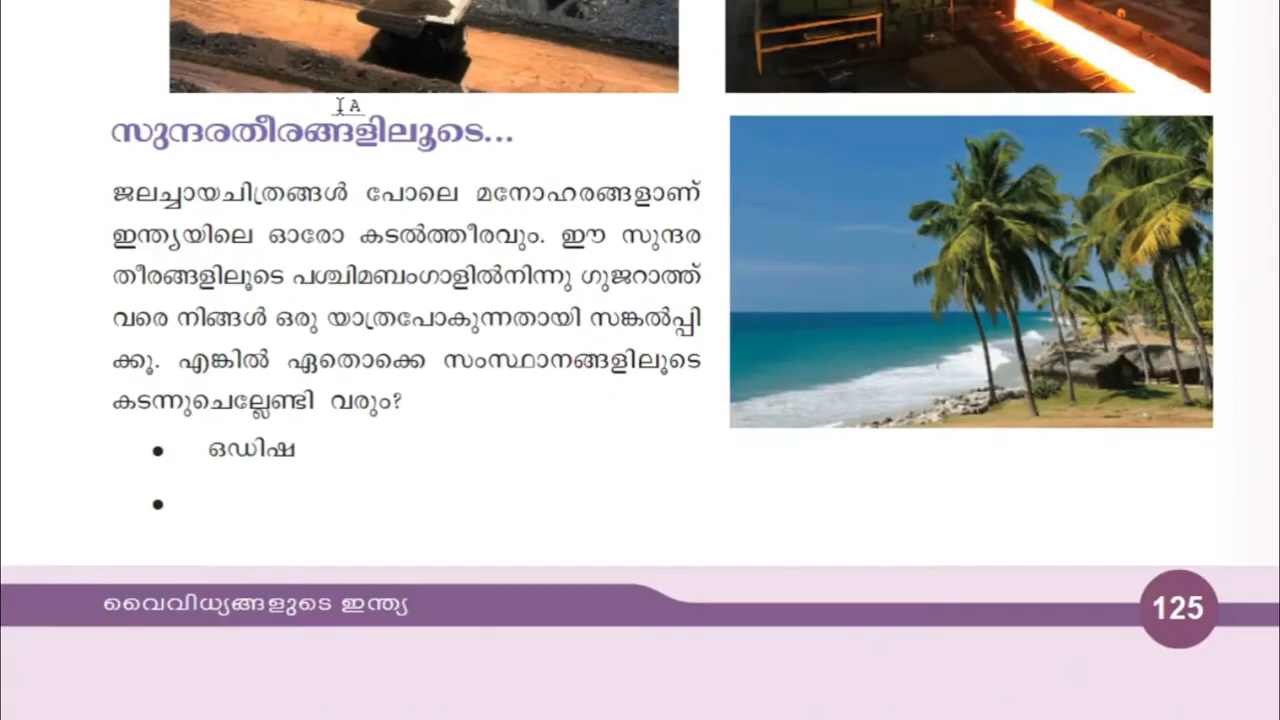 സുന്ദരതീരങ്ങളിലൂടെ...
ജലച്ചായചിത്രങ്ങൾ പോലെ മനോഹരങ്ങളാണ്
ഇന്ത്യയിലെ ഓരോ കടൽത്തീരവും. ഈ സുന്ദര
തീരങ്ങളിലൂടെ പശ്ചിമബംഗാളിൽനിന്നു ഗുജറാത്ത്
വരെ നിങ്ങൾ ഒരു യാത്രപോകുന്നതായി സങ്കൽപ്പി
ക്കൂ. എങ്കിൽ ഏതൊക്കെ സംസ്ഥാനങ്ങളിലൂടെ
കടന്നുചെല്ലേണ്ടി വരും?
• ഒഡിഷ
•
വൈവിധ്യങ്ങളുടെ ഇന്ത്യ
125